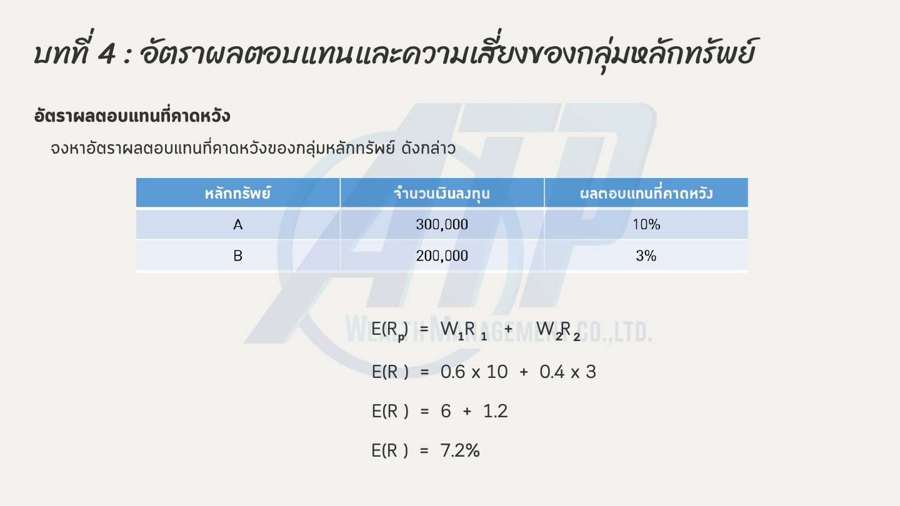 บทที่ 4 : อัตราผลตอบแทนและความเสี่ยงของกลุ่มหลักทรัพย์
อัตราผลตอบแทนที่คาดหวัง
จงหาอัตราผลตอบแทนที่คาดหวังของกลุ่มหลักทรัพย์ ดังกล่าว
หลักทรัพย์ จำนวนเงินลงทุน ผลตอบแทนที่คาดหวัง
A 300,000 10%
B 200,000 3%
ATP
WEALTH MANAGEMENT CO.,LTD.
E(Rp) = W1R1 + W2R2
E(R ) = 0.6 x 10 + 0.4 x 3
E(R ) = 6 + 1.2
E(R ) = 7.2%